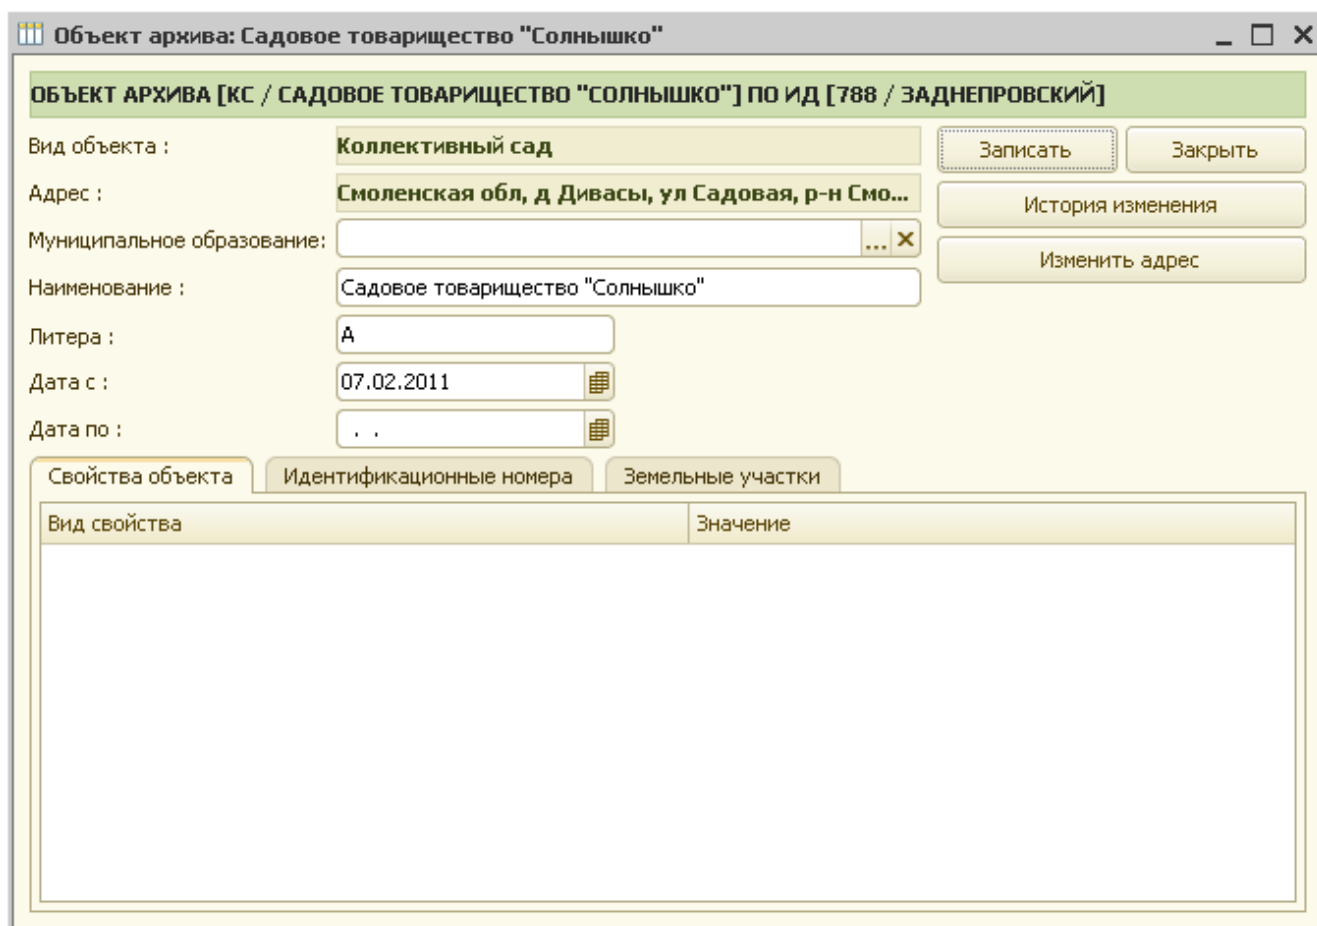 Объект архива: Садовое товарищество "Солнышко"
ОБЪЕКТ АРХИВА [КС / САДОВОЕ ТОВАРИЩЕСТВО "СОЛНЫШКО"] ПО ИД [788 / ЗАДНЕПРОВСКИЙ]
Вид объекта : Коллективный сад Записать Закрыть
Адрес : Смоленская обл, д Дивасы, ул Садовая, р-н Смо... История изменения
Муниципальное образование: ... Изменить адрес
Наименование : Садовое товарищество "Солнышко"
Литера : А
Дата с : 07.02.2011
Дата по : . .
Свойства объекта Идентификационные номера Земельные участки
Вид свойства Значение